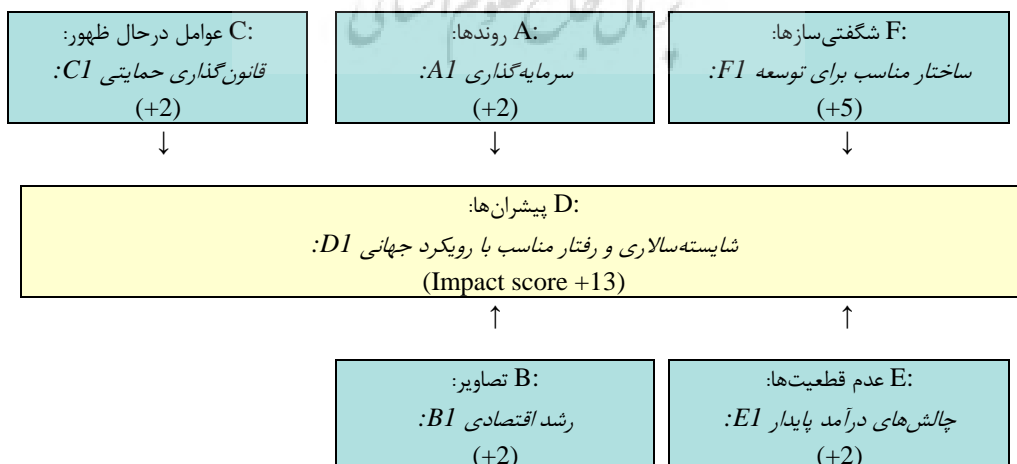 F: شگفتی‌سازها:
ساختار مناسب برای توسعه F1:
(+5)
A: روندها:
سرمایه‌گذاری A1:
(+2)
C: عوامل درحال ظهور:
قانون‌گذاری حمایتی C1:
(+2)
↓ ↓ ↓
D: پیشران‌ها:
شایسته‌سالاری و رفتار مناسب با رویکرد جهانی D1:
(Impact score +13)
↑ ↑
E: عدم قطعیت‌ها:
چالش‌های درآمد پایدار E1:
(+2)
B: تصاویر:
رشد اقتصادی B1:
(+2)